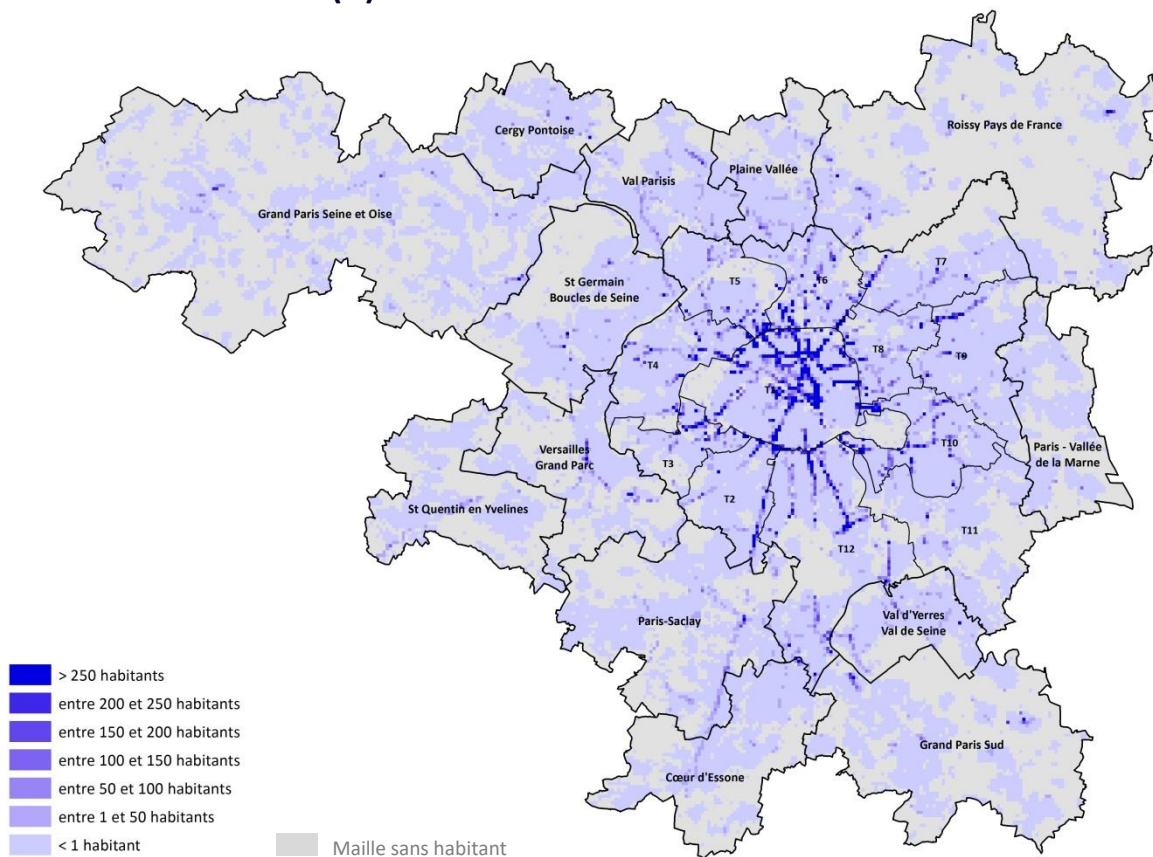 Cergy Pontoise
Roissy Pays de France
Val Parisis
Plaine Vallée
Grand Paris Seine et Oise
St Germain
Boucles de Seine
T5
T6
T7
T4
T8
T9
Versailles
Grand Parc
T3
T10
Paris - Vallée
de la Marne
St Quentin en Yvelines
T2
T12
T11
Paris-Saclay
Val d'Yerres
Val de Seine
Grand Paris Sud
Cœur d'Essone
> 250 habitants
entre 200 et 250 habitants
entre 150 et 200 habitants
entre 100 et 150 habitants
entre 50 et 100 habitants
entre 1 et 50 habitants
< 1 habitant
Maille sans habitant